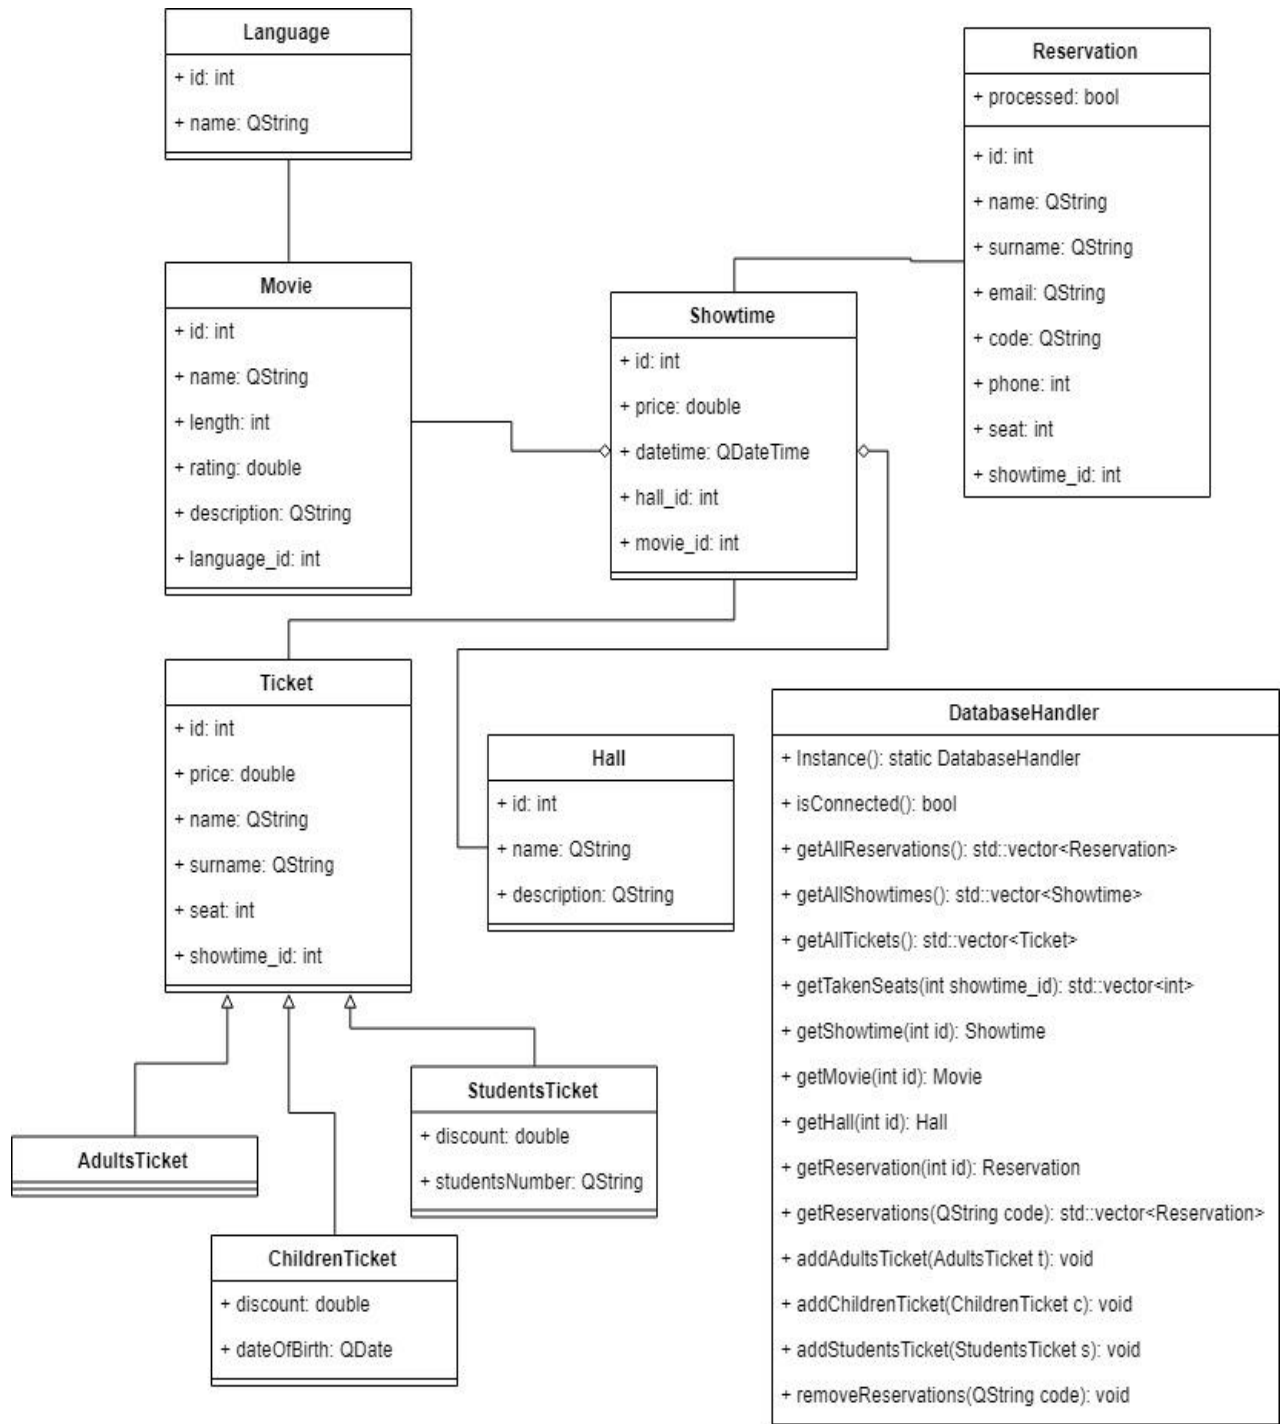 Language
+ id: int
+ name: QString
Reservation
+ processed: bool
+ id: int
+ name: QString
+ surname: QString
+ email: QString
+ code: QString
+ phone: int
+ seat: int
+ showtime_id: int
Movie
+ id: int
+ name: QString
+ length: int
+ rating: double
+ description: QString
+ language_id: int
Showtime
+ id: int
+ price: double
+ datetime: QDateTime
+ hall_id: int
+ movie_id: int
Ticket
+ id: int
+ price: double
+ name: QString
+ surname: QString
+ seat: int
+ showtime_id: int
Hall
+ id: int
+ name: QString
+ description: QString
DatabaseHandler
+ Instance(): static DatabaseHandler
+ isConnected(): bool
+ getAllReservations(): std::vector<Reservation>
+ getAllShowtimes(): std::vector<Showtime>
+ getAllTickets(): std::vector<Ticket>
+ getTakenSeats(int showtime_id): std::vector<int>
+ getShowtime(int id): Showtime
+ getMovie(int id): Movie
+ getHall(int id): Hall
+ getReservation(int id): Reservation
+ getReservations(QString code): std::vector<Reservation>
+ addAdultsTicket(AdultsTicket t): void
+ addChildrenTicket(ChildrenTicket c): void
+ addStudentsTicket(StudentsTicket s): void
+ removeReservations(QString code): void
AdultsTicket
StudentsTicket
+ discount: double
+ studentsNumber: QString
ChildrenTicket
+ discount: double
+ dateOfBirth: QDate